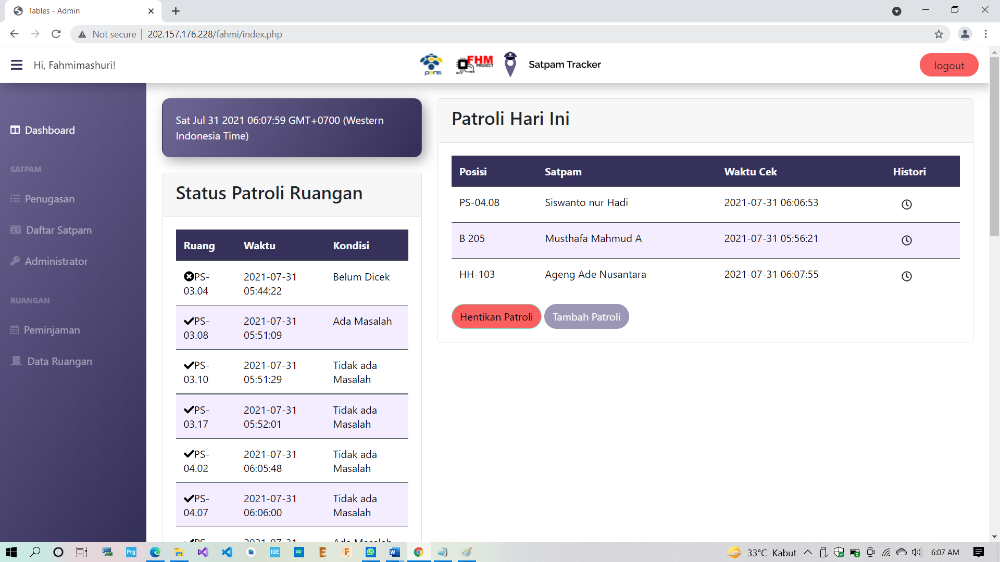 Tables - Admin
Not secure | 202.157.176.228/fahmi/index.php
Hi, Fahmimashuri!
pens
FHM
PROJECT
Satpam Tracker
logout
Dashboard
SATPAM
Penugasan
Daftar Satpam
Administrator
RUANGAN
Peminjaman
Data Ruangan
Sat Jul 31 2021 06:07:59 GMT+0700 (Western
Indonesia Time)
Status Patroli Ruangan
Ruang Waktu Kondisi
PS- 2021-07-31 Belum Dicek
03.04 05:44:22
PS- 2021-07-31 Ada Masalah
03.08 05:51:09
PS- 2021-07-31 Tidak ada
03.10 05:51:29 Masalah
PS- 2021-07-31 Tidak ada
03.17 05:52:01 Masalah
PS- 2021-07-31 Tidak ada
04.02 06:05:48 Masalah
PS- 2021-07-31 Tidak ada
04.07 06:06:00 Masalah
PS- 2021-07-31 Ada Masalah
Patroli Hari Ini
Posisi Satpam Waktu Cek Histori
PS-04.08 Siswanto nur Hadi 2021-07-31 06:06:53
B 205 Musthafa Mahmud A 2021-07-31 05:56:21
HH-103 Ageng Ade Nusantara 2021-07-31 06:07:55
Hentikan Patroli Tambah Patroli
Prg
IDE
33°C Kabut
6:07 AM